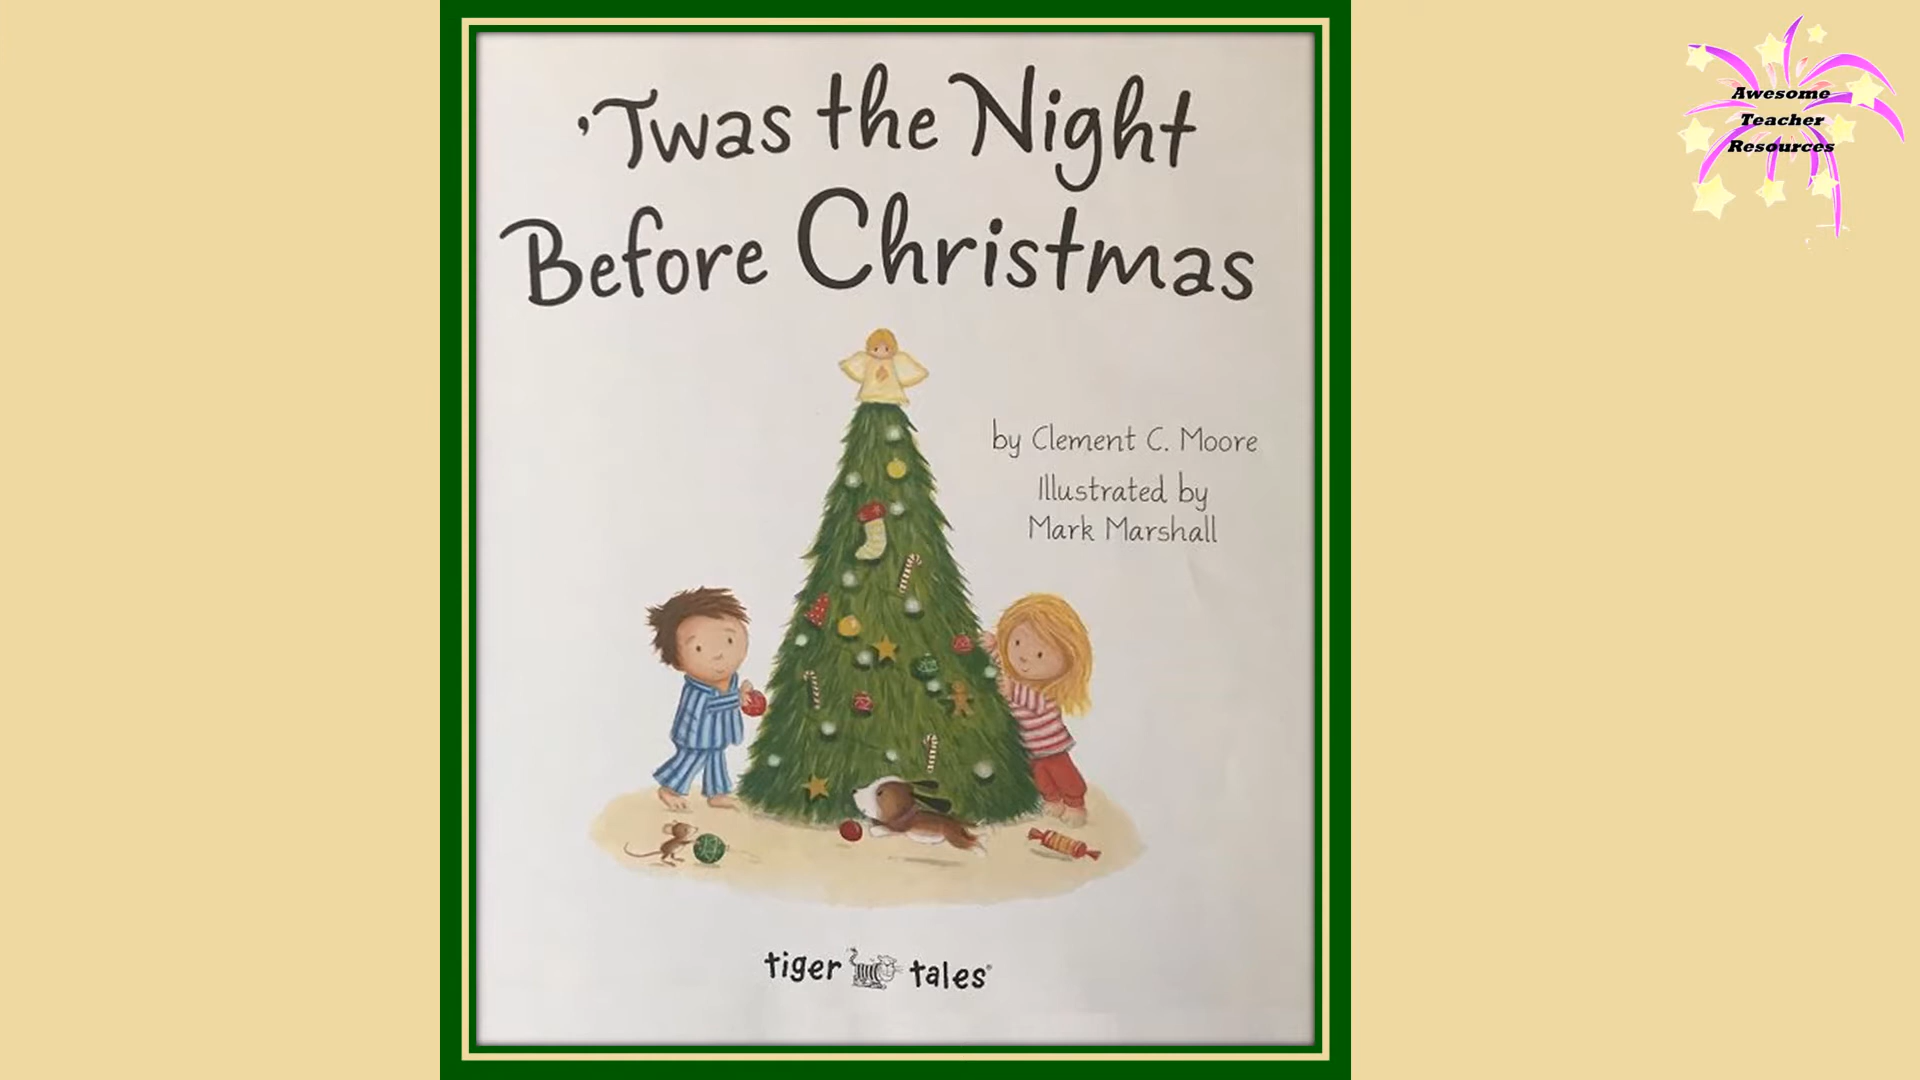 'Twas the Night
Before Christmas
by Clement C. Moore
Illustrated by
Mark Marshall
tiger tales®
Awesome
Teacher
Resources